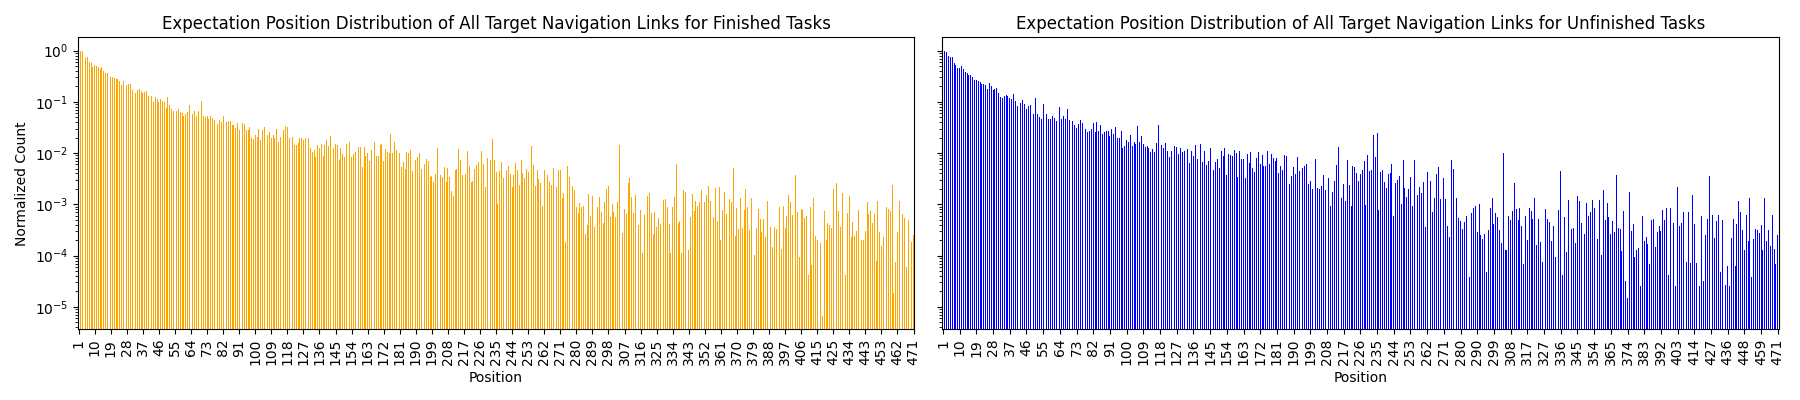 Expectation Position Distribution of All Target Navigation Links for Finished Tasks
Normalized Count
10⁰
10⁻¹
10⁻²
10⁻³
10⁻⁴
10⁻⁵
1 10 19 28 37 46 55 64 73 82 91 100 109 118 127 136 145 154 163 172 181 190 199 208 217 226 235 244 253 262 271 280 289 298 307 316 325 334 343 352 361 370 379 388 397 406 415 425 434 443 453 462 471
Position
Expectation Position Distribution of All Target Navigation Links for Unfinished Tasks
1 10 19 28 37 46 55 64 73 82 91 100 109 118 127 136 145 154 163 172 181 190 199 208 217 226 235 244 253 262 271 280 290 299 308 317 327 336 345 354 365 374 383 392 403 414 427 436 448 459 471
Position